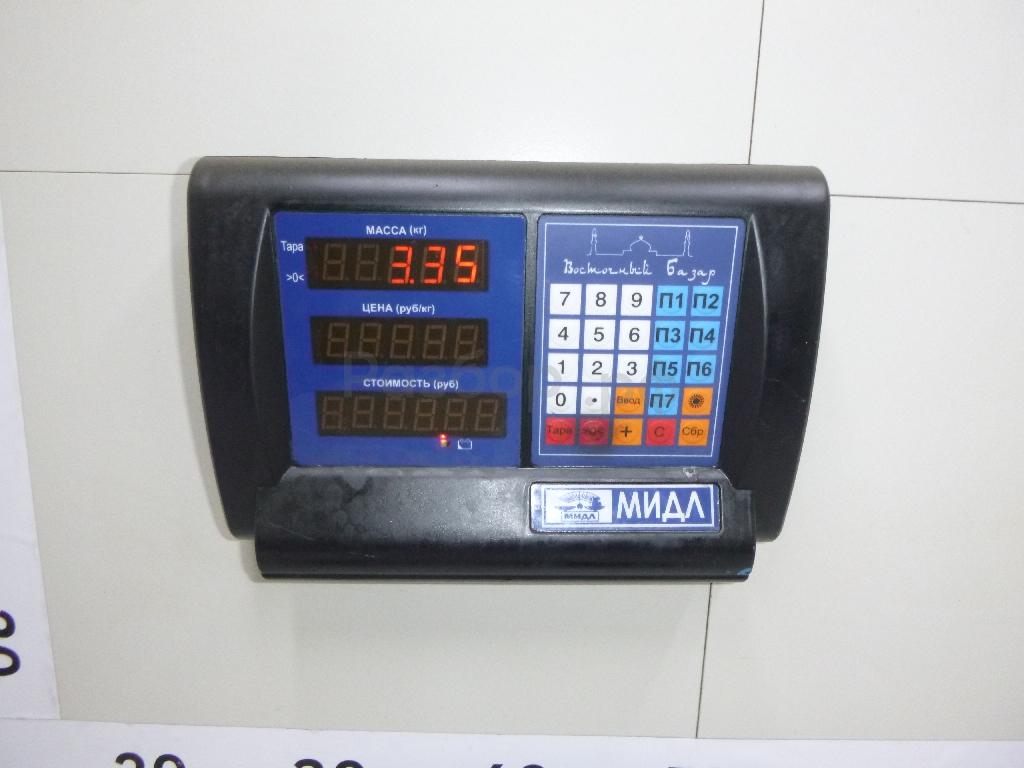 МАССА (кг)
Тара
3.35
>0<
ЦЕНА (руб/кг)
СТОИМОСТЬ (руб)
Восточный Базар
7 8 9 П1 П2
4 5 6 П3 П4
1 2 3 П5 П6
0 . Ввод П7
Тара >0< + С Сбр
МИДЛ МИДЛ